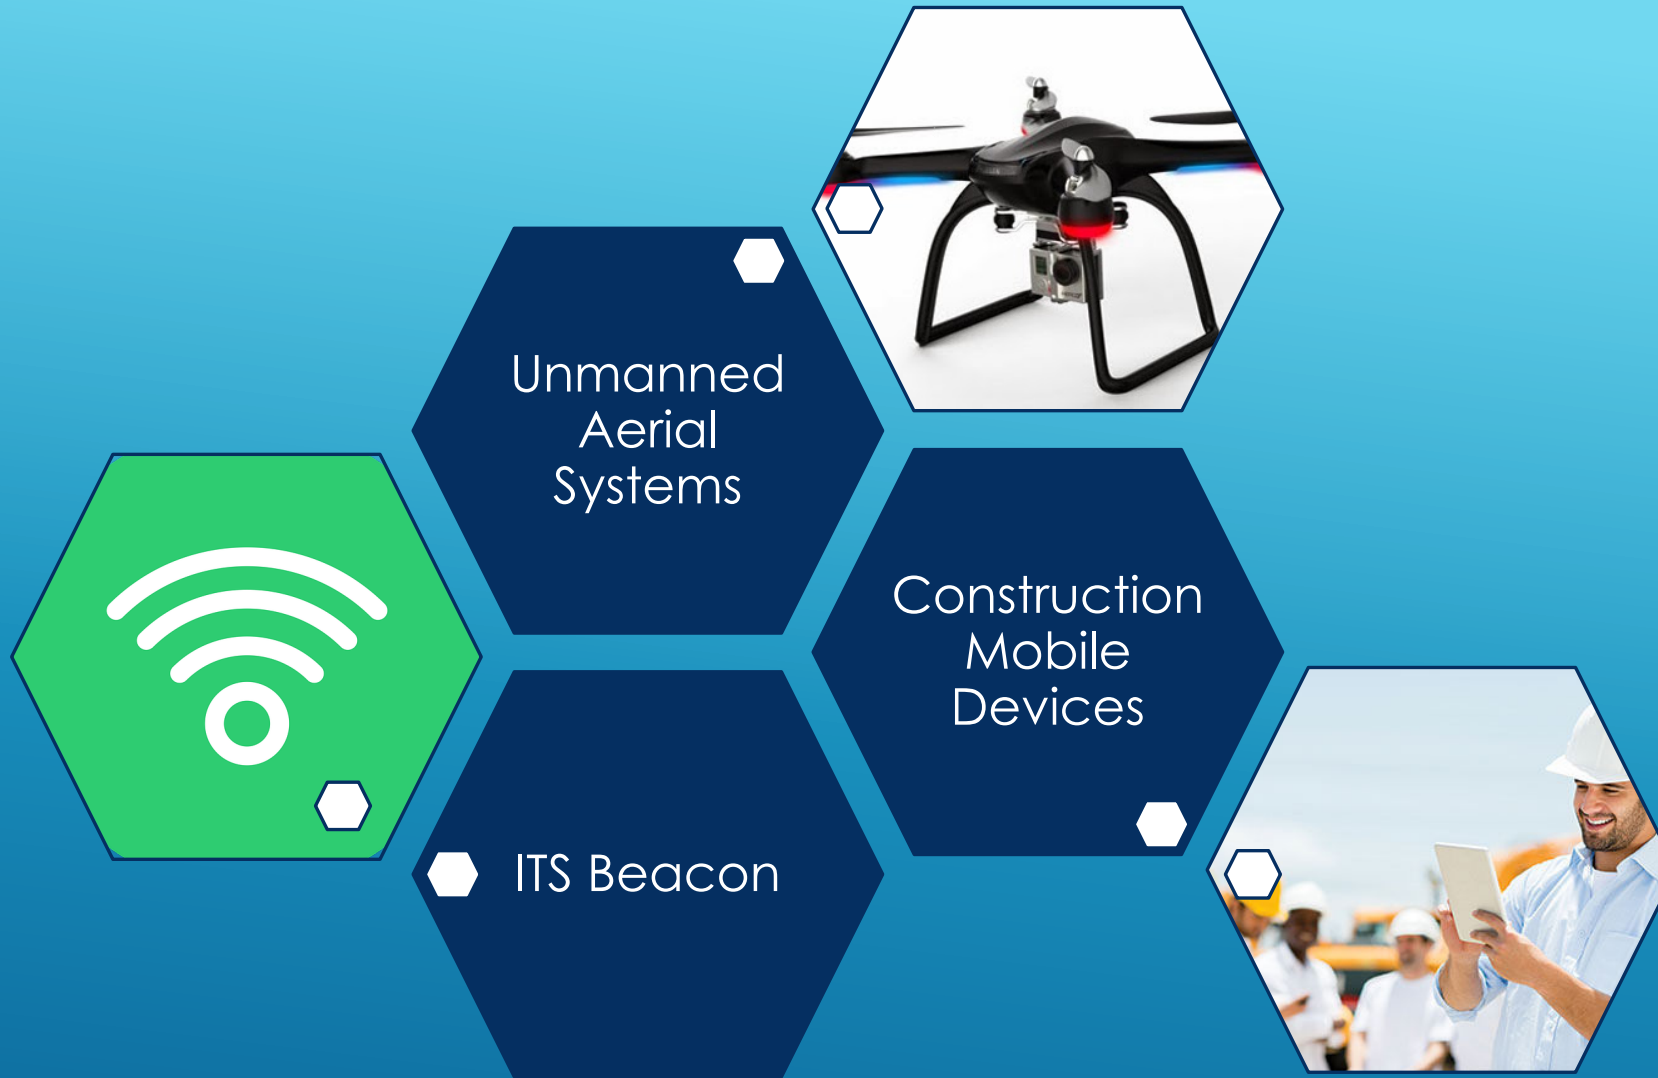 Unmanned
Aerial
Systems
Construction
Mobile
Devices
ITS Beacon